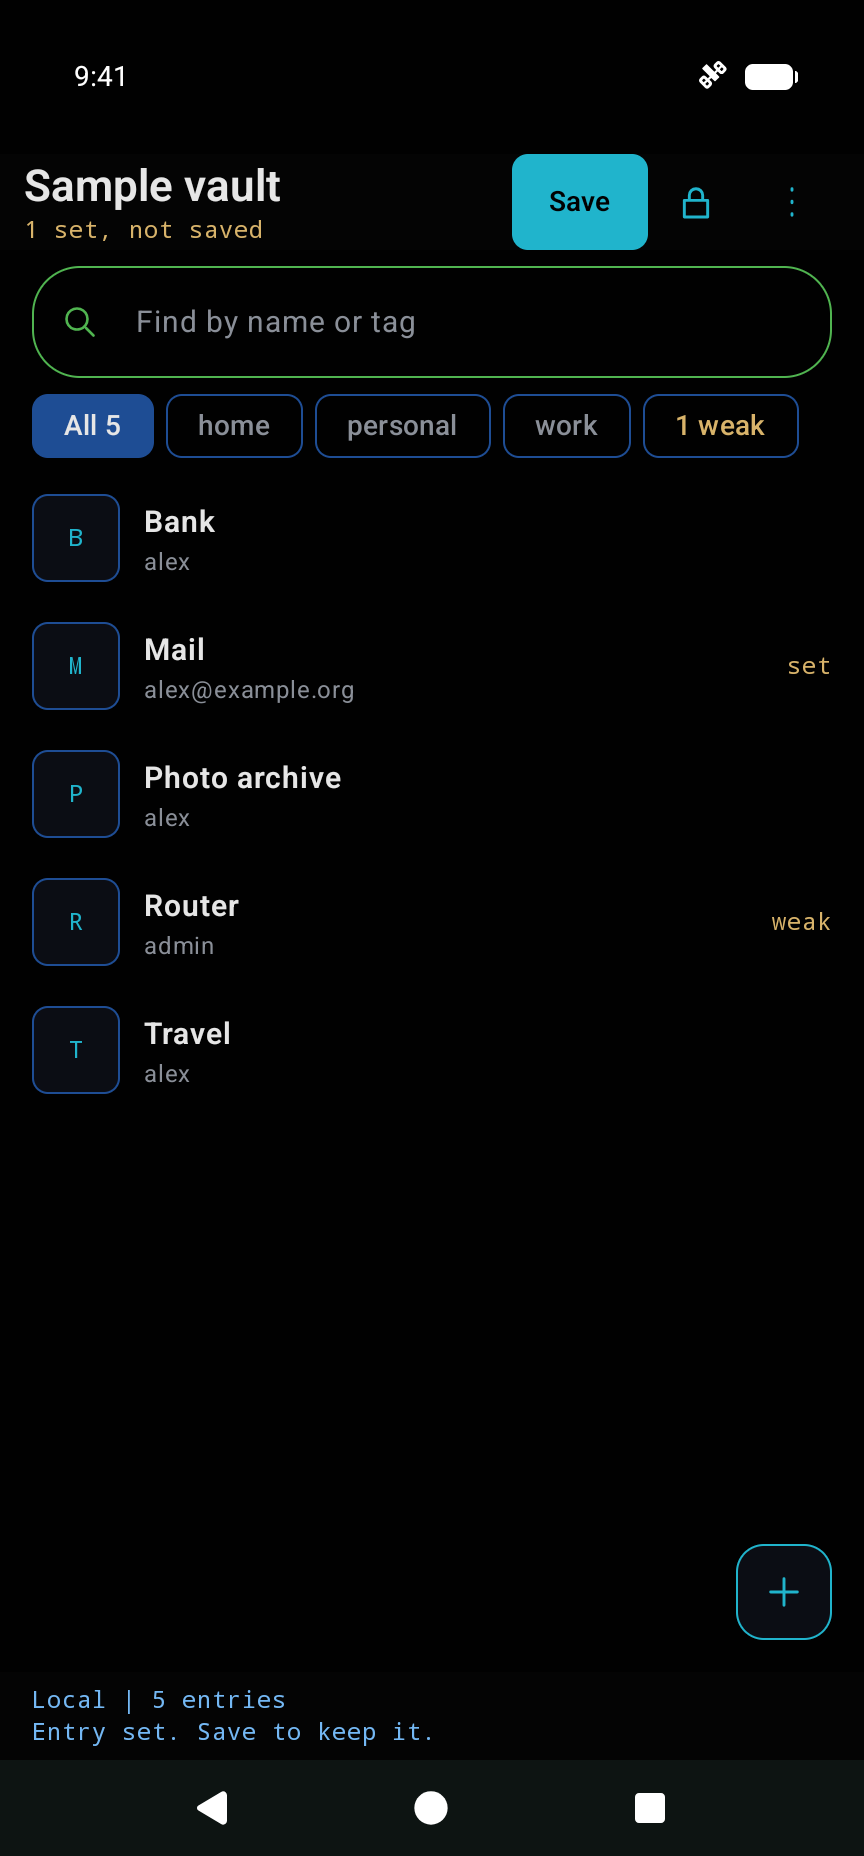 9:41
Sample vault
1 set, not saved
Save
Find by name or tag
All 5
home
personal
work
1 weak
B
Bank
alex
M
Mail
alex@example.org
set
P
Photo archive
alex
R
Router
admin
weak
T
Travel
alex
Local | 5 entries
Entry set. Save to keep it.